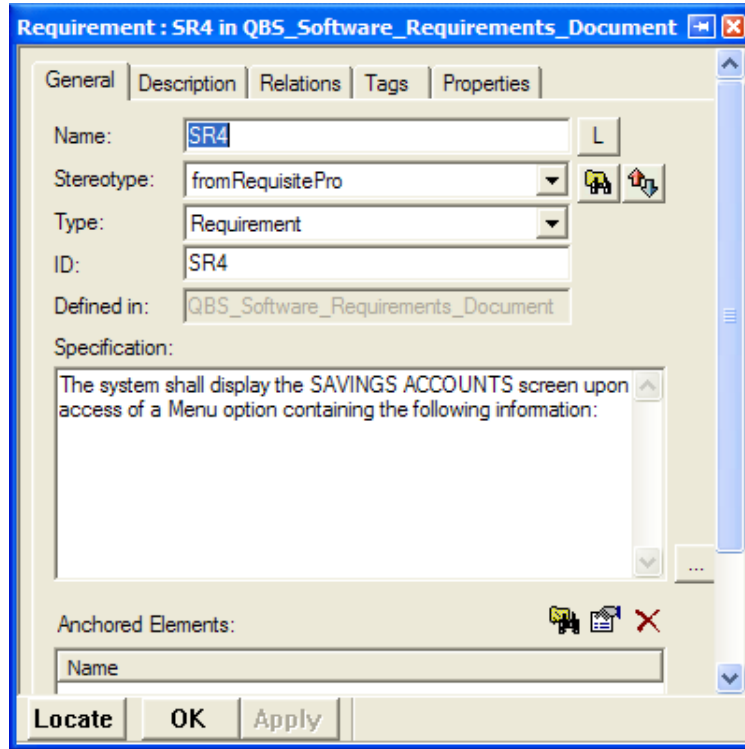 Requirement : SR4 in QBS_Software_Requirements_Document
General Description Relations Tags Properties
Name: SR4 L
Stereotype: fromRequisitePro
Type: Requirement
ID: SR4
Defined in: QBS_Software_Requirements_Document
Specification:
The system shall display the SAVINGS ACCOUNTS screen upon
access of a Menu option containing the following information:
...
Anchored Elements:
Name
Locate OK Apply